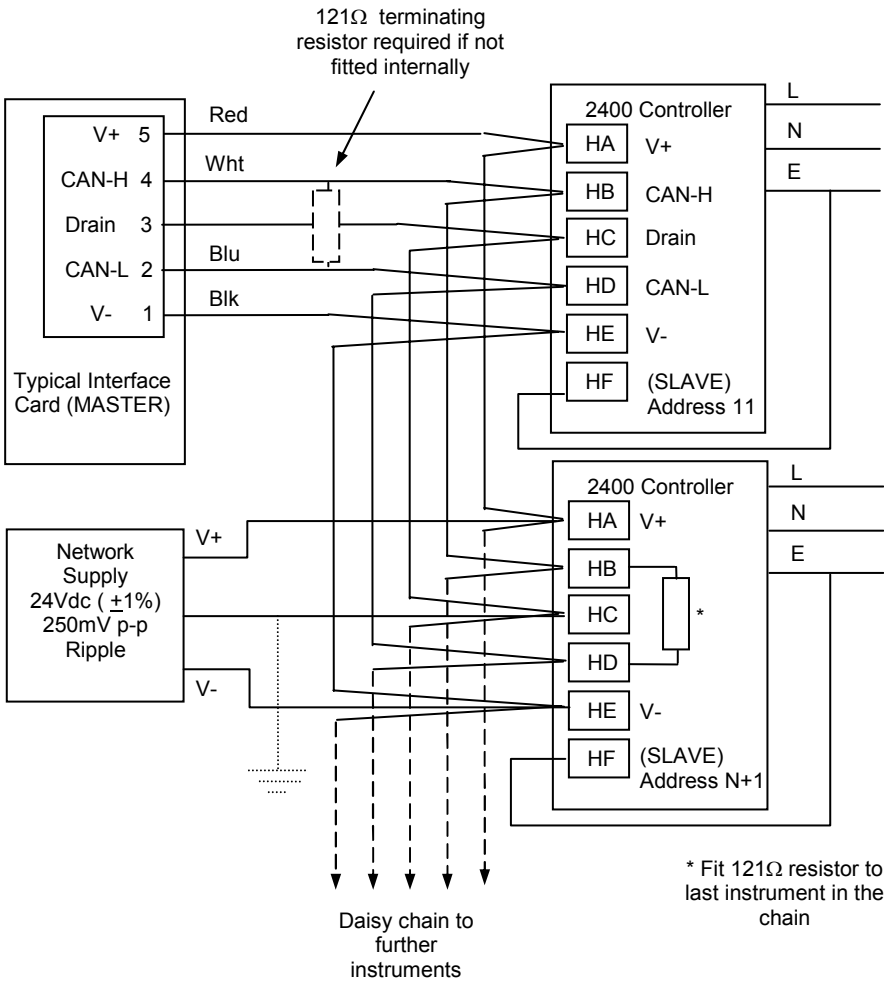 121Ω terminating
resistor required if not
fitted internally
Red
V+ 5
Wht
CAN-H 4
Drain 3
Blu
CAN-L 2
Blk
V- 1
Typical Interface
Card (MASTER)
2400 Controller
HA V+
HB CAN-H
HC Drain
HD CAN-L
HE V-
HF (SLAVE)
Address 11
L
N
E
Network
Supply
24Vdc ( ±1%)
250mV p-p
Ripple
V+
V-
2400 Controller
HA V+
HB
HC *
HD
HE V-
HF (SLAVE)
Address N+1
L
N
E
* Fit 121Ω resistor to
last instrument in the
chain
Daisy chain to
further
instruments